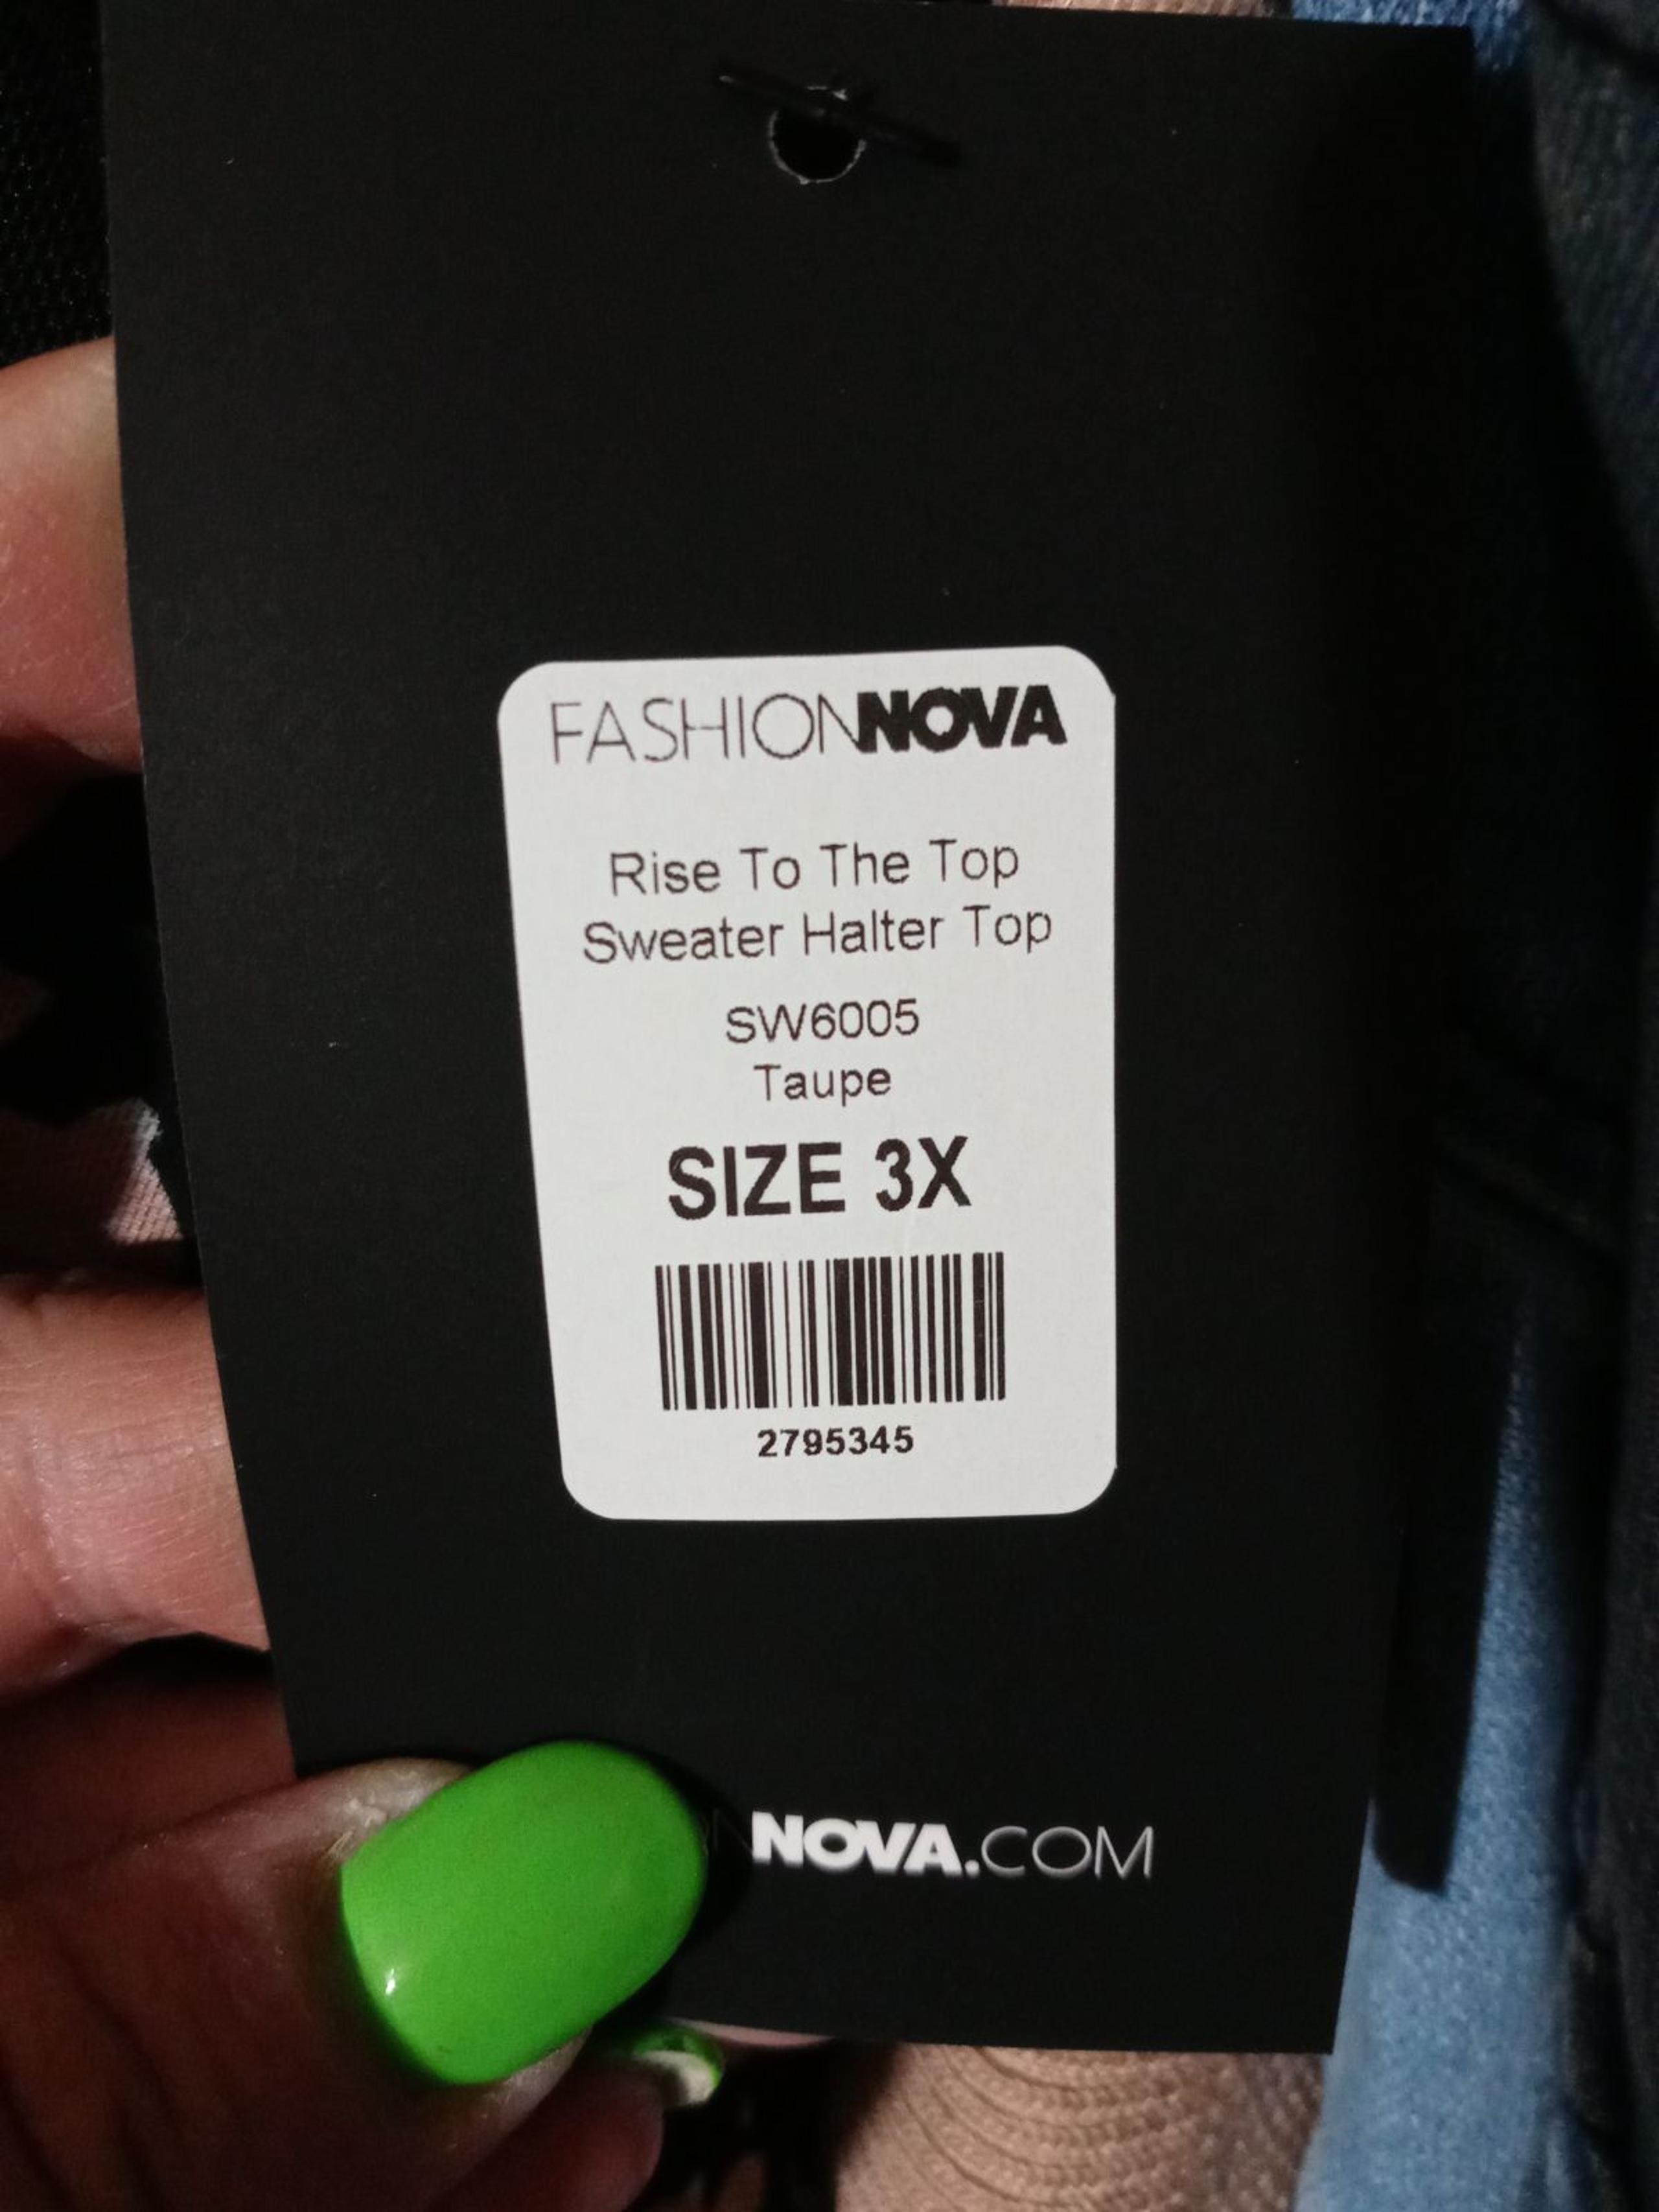 FASHIONNOVA
Rise To The Top
Sweater Halter Top
SW6005
Taupe
SIZE 3X
2795345
NOVA.COM